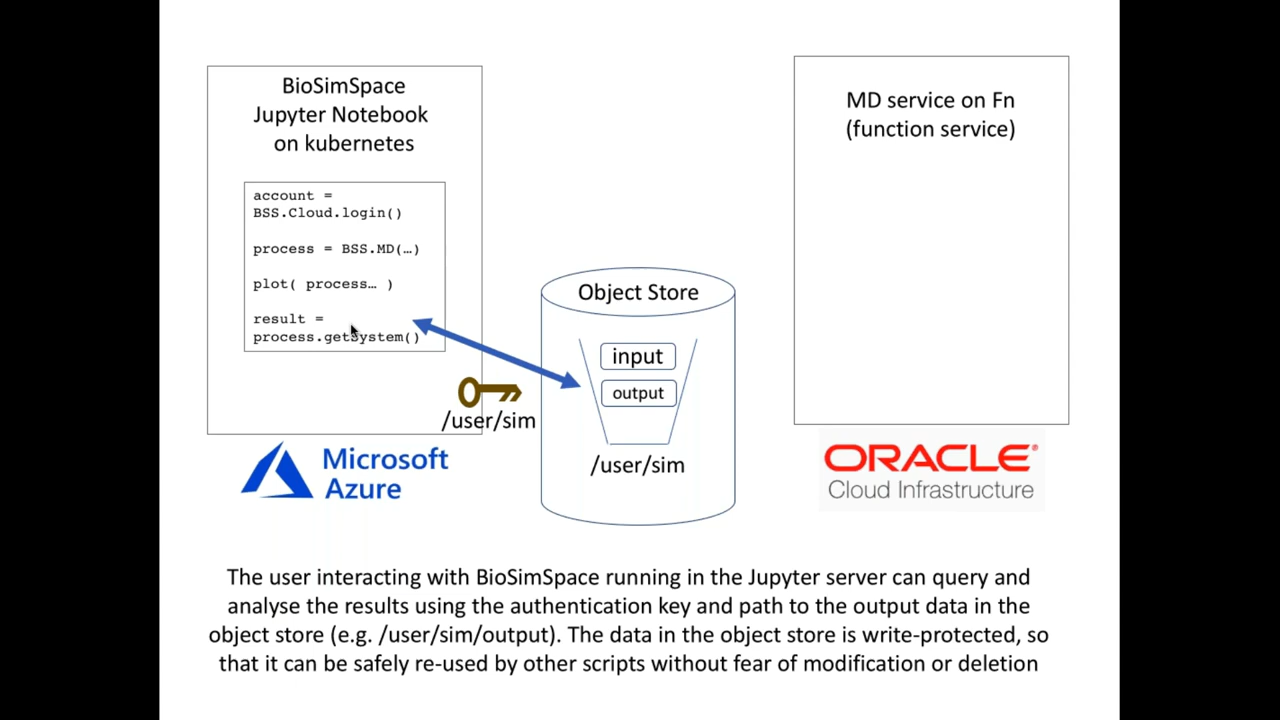 BioSimSpace
Jupyter Notebook
on kubernetes
account =
BSS.Cloud.login()
process = BSS.MD(…)
plot( process… )
result =
process.getSystem()
/user/sim
Microsoft
Azure
Object Store
input
output
/user/sim
MD service on Fn
(function service)
ORACLE®
Cloud Infrastructure
The user interacting with BioSimSpace running in the Jupyter server can query and
analyse the results using the authentication key and path to the output data in the
object store (e.g. /user/sim/output). The data in the object store is write-protected, so
that it can be safely re-used by other scripts without fear of modification or deletion